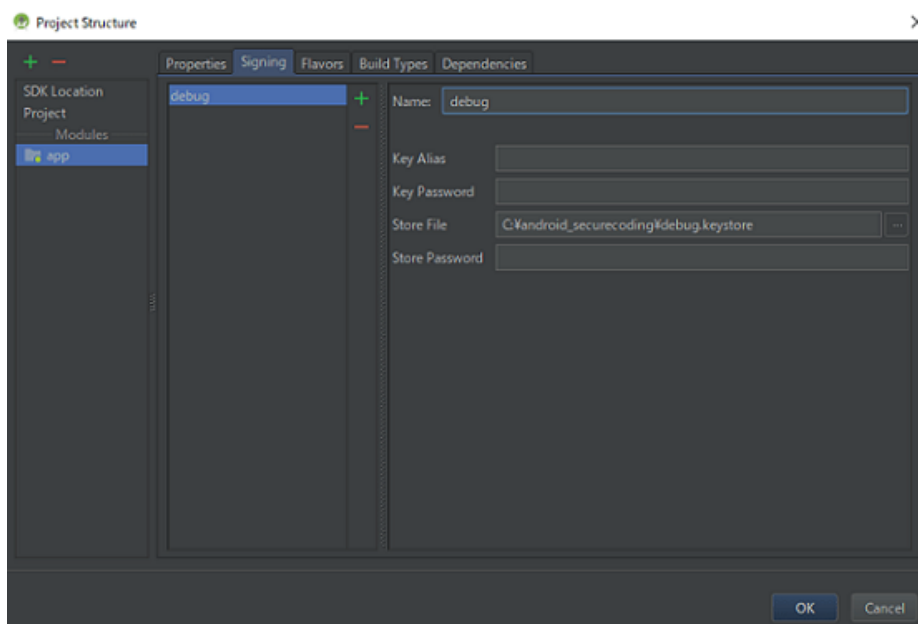 Project Structure
Properties Signing Flavors Build Types Dependencies
SDK Location
Project
Modules
app
debug
Name: debug
Key Alias
Key Password
Store File C:¥android_securecoding¥debug.keystore ...
Store Password
OK Cancel